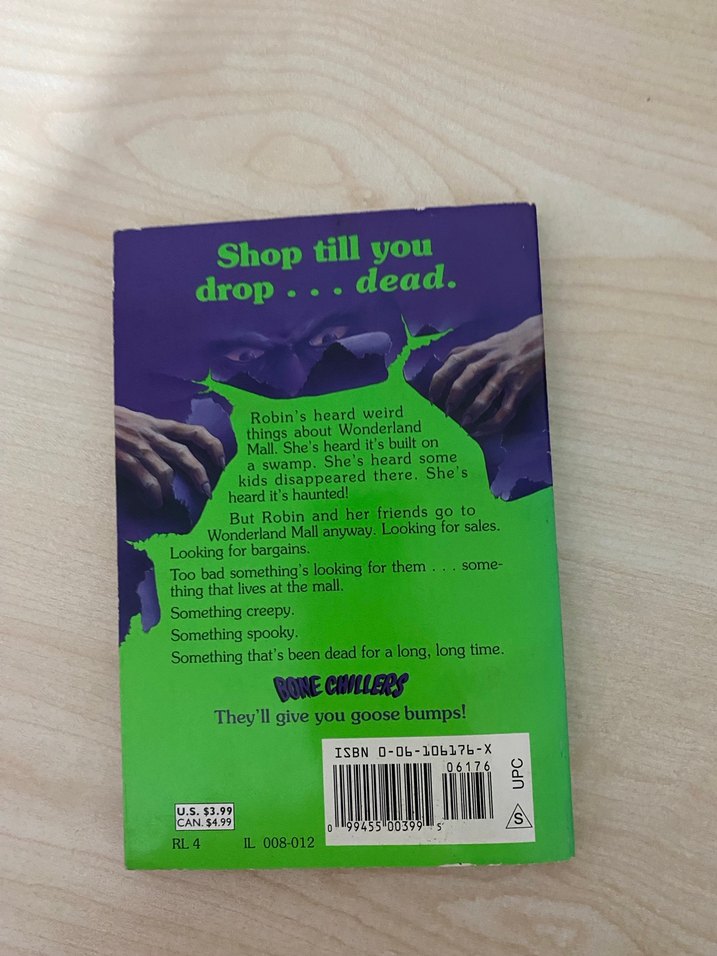 Shop till you
drop . . . dead.
Robin's heard weird
things about Wonderland
Mall. She's heard it's built on
a swamp. She's heard some
kids disappeared there. She's
heard it's haunted!
But Robin and her friends go to
Wonderland Mall anyway. Looking for sales.
Looking for bargains.
Too bad something's looking for them . . . some-
thing that lives at the mall.
Something creepy.
Something spooky.
Something that's been dead for a long, long time.
BONE CHILLERS
They'll give you goose bumps!
ISBN 0-06-106176-X
06176
0 99455 00399 5
UPC
S
U.S. $3.99
CAN. $4.99
RL 4 IL 008-012